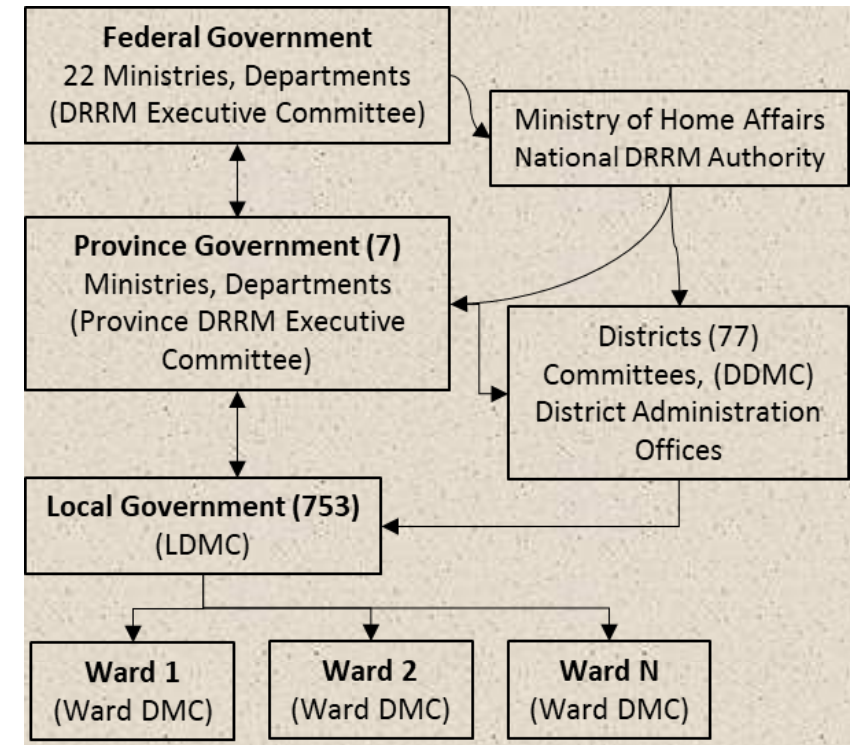 Federal Government
22 Ministries, Departments
(DRRM Executive Committee)
Ministry of Home Affairs
National DRRM Authority
Province Government (7)
Ministries, Departments
(Province DRRM Executive
Committee)
Districts (77)
Committees, (DDMC)
District Administration
Offices
Local Government (753)
(LDMC)
Ward 1
(Ward DMC)
Ward 2
(Ward DMC)
Ward N
(Ward DMC)